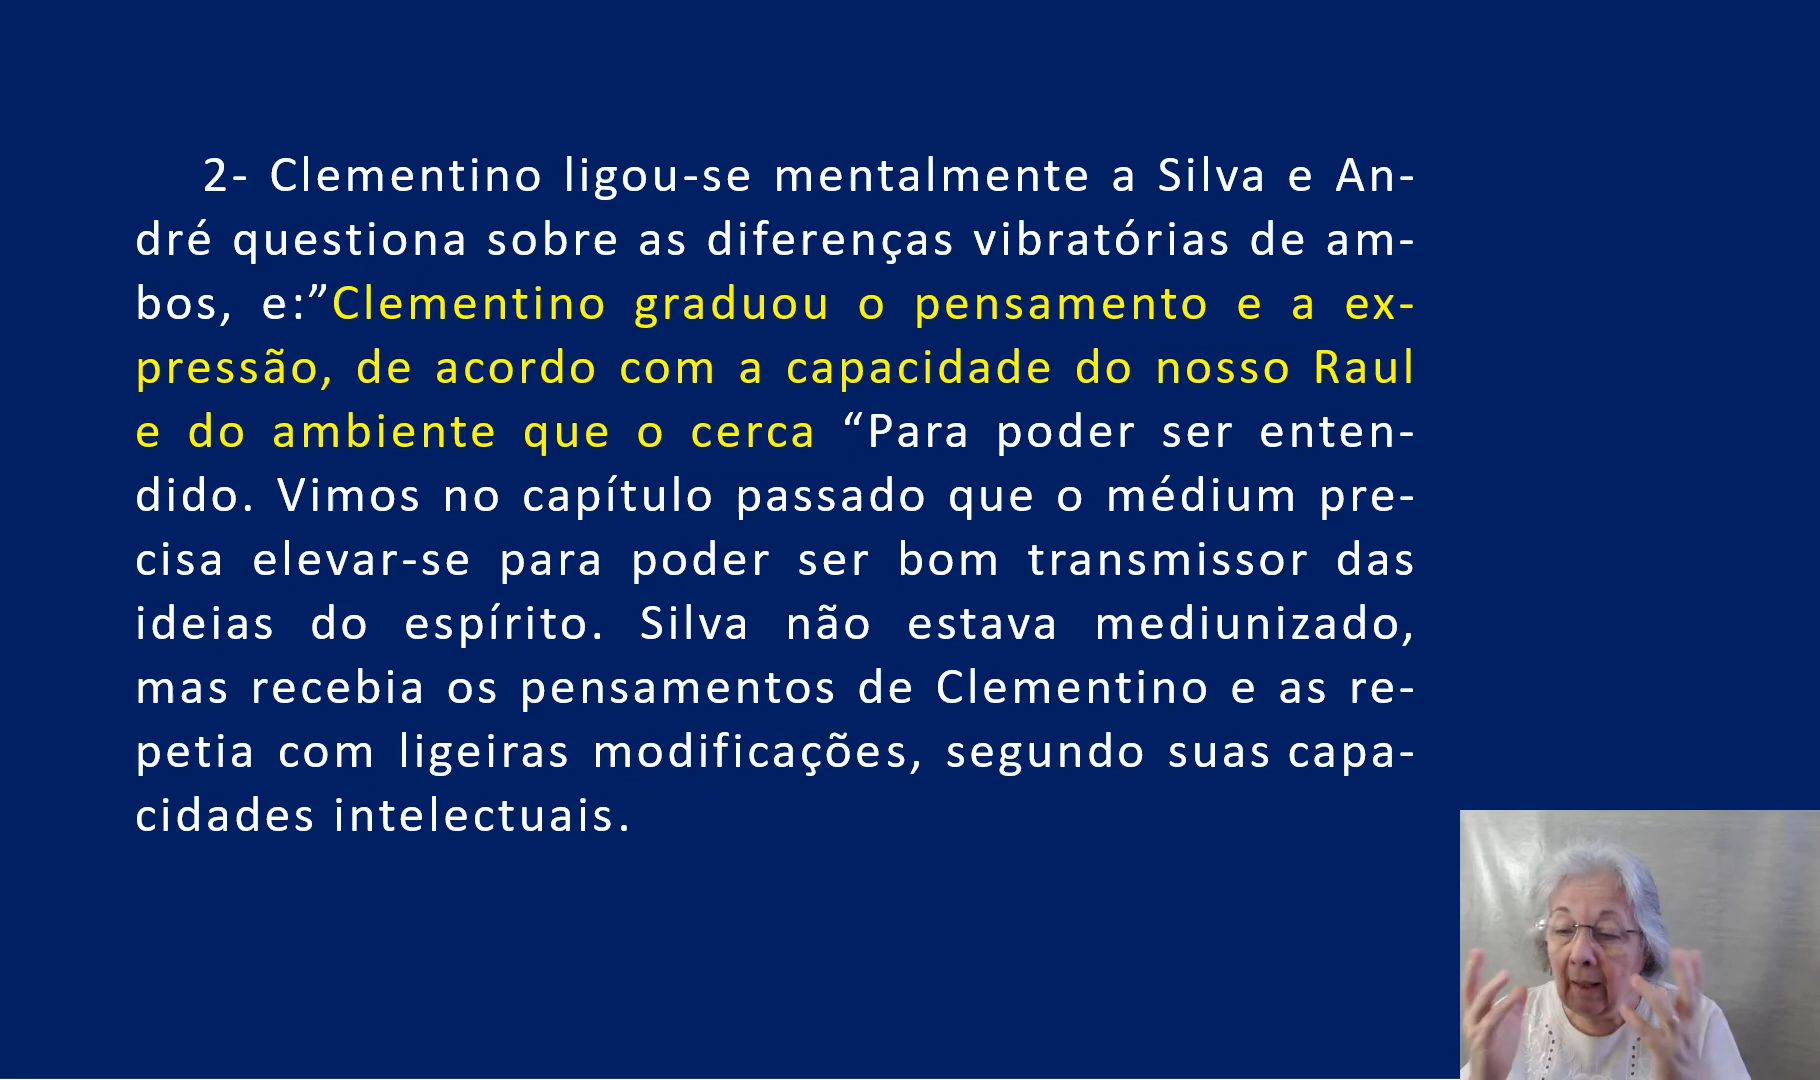 2- Clementino ligou-se mentalmente a Silva e An-
dré questiona sobre as diferenças vibratórias de am-
bos, e:”Clementino graduou o pensamento e a ex-
pressão, de acordo com a capacidade do nosso Raul
e do ambiente que o cerca “Para poder ser enten-
dido. Vimos no capítulo passado que o médium pre-
cisa elevar-se para poder ser bom transmissor das
ideias do espírito. Silva não estava mediunizado,
mas recebia os pensamentos de Clementino e as re-
petia com ligeiras modificações, segundo suas capa-
cidades intelectuais.